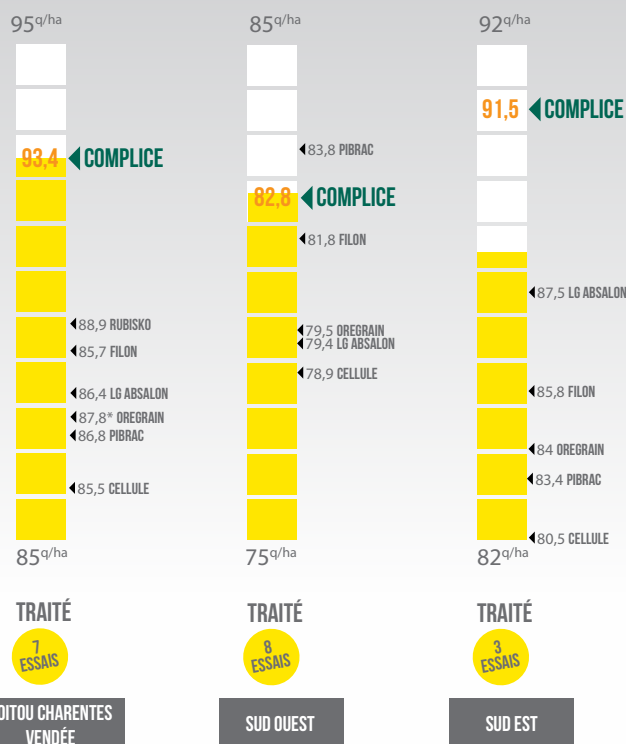 95q/ha
93,4 COMPLICE
88,9 RUBISKO
85,7 FILON
86,4 LG ABSALON
87,8* OREGRAIN
86,8 PIBRAC
85,5 CELLULE
85q/ha
TRAITÉ
7
ESSAIS
OITOU CHARENTES
VENDÉE
85q/ha
83,8 PIBRAC
82,8 COMPLICE
81,8 FILON
79,5 OREGRAIN
79,4 LG ABSALON
78,9 CELLULE
75q/ha
TRAITÉ
8
ESSAIS
SUD OUEST
92q/ha
91,5 COMPLICE
87,5 LG ABSALON
85,8 FILON
84 OREGRAIN
83,4 PIBRAC
80,5 CELLULE
82q/ha
TRAITÉ
3
ESSAIS
SUD EST